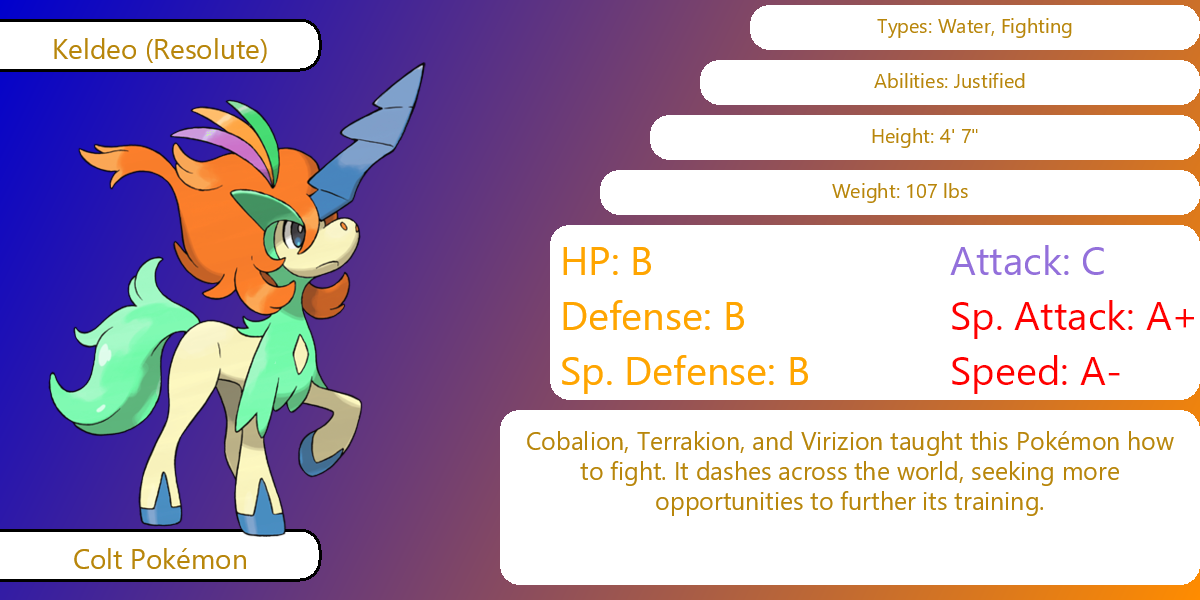 Keldeo (Resolute)
Types: Water, Fighting
Abilities: Justified
Height: 4' 7"
Weight: 107 lbs
HP: B
Attack: C
Defense: B
Sp. Attack: A+
Sp. Defense: B
Speed: A-
Cobalion, Terrakion, and Virizion taught this Pokémon how
to fight. It dashes across the world, seeking more
opportunities to further its training.
Colt Pokémon